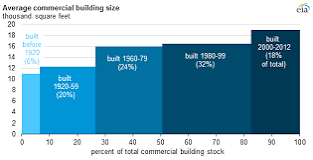 Average commercial building size
thousand square feet
eia
20
18
16
14
12
10
8
6
4
2
0
built
before
1920
(6%)
built
1920-59
(20%)
built 1960-79
(24%)
built 1980-99
(32%)
built
2000-2012
(18%
of total)
0 10 20 30 40 50 60 70 80 90 100
percent of total commercial building stock